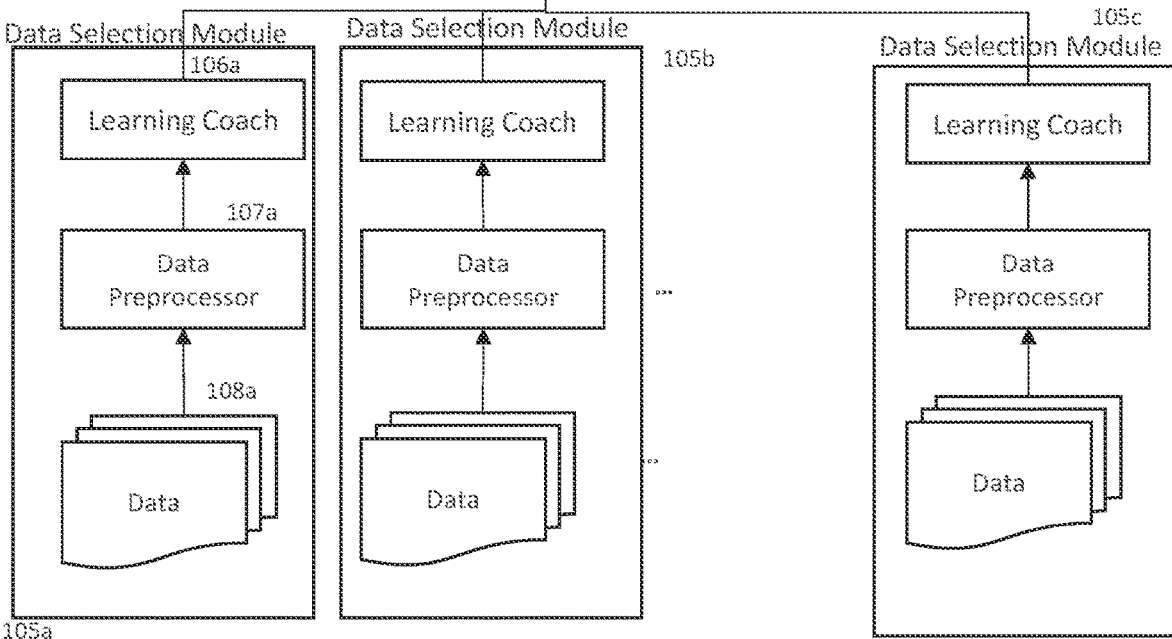 Data Selection Module
105a
106a
Learning Coach
107a
Data
Preprocessor
108a
Data
Data Selection Module
105b
Learning Coach
Data
Preprocessor
Data
...
...
105c
Data Selection Module
Learning Coach
Data
Preprocessor
Data